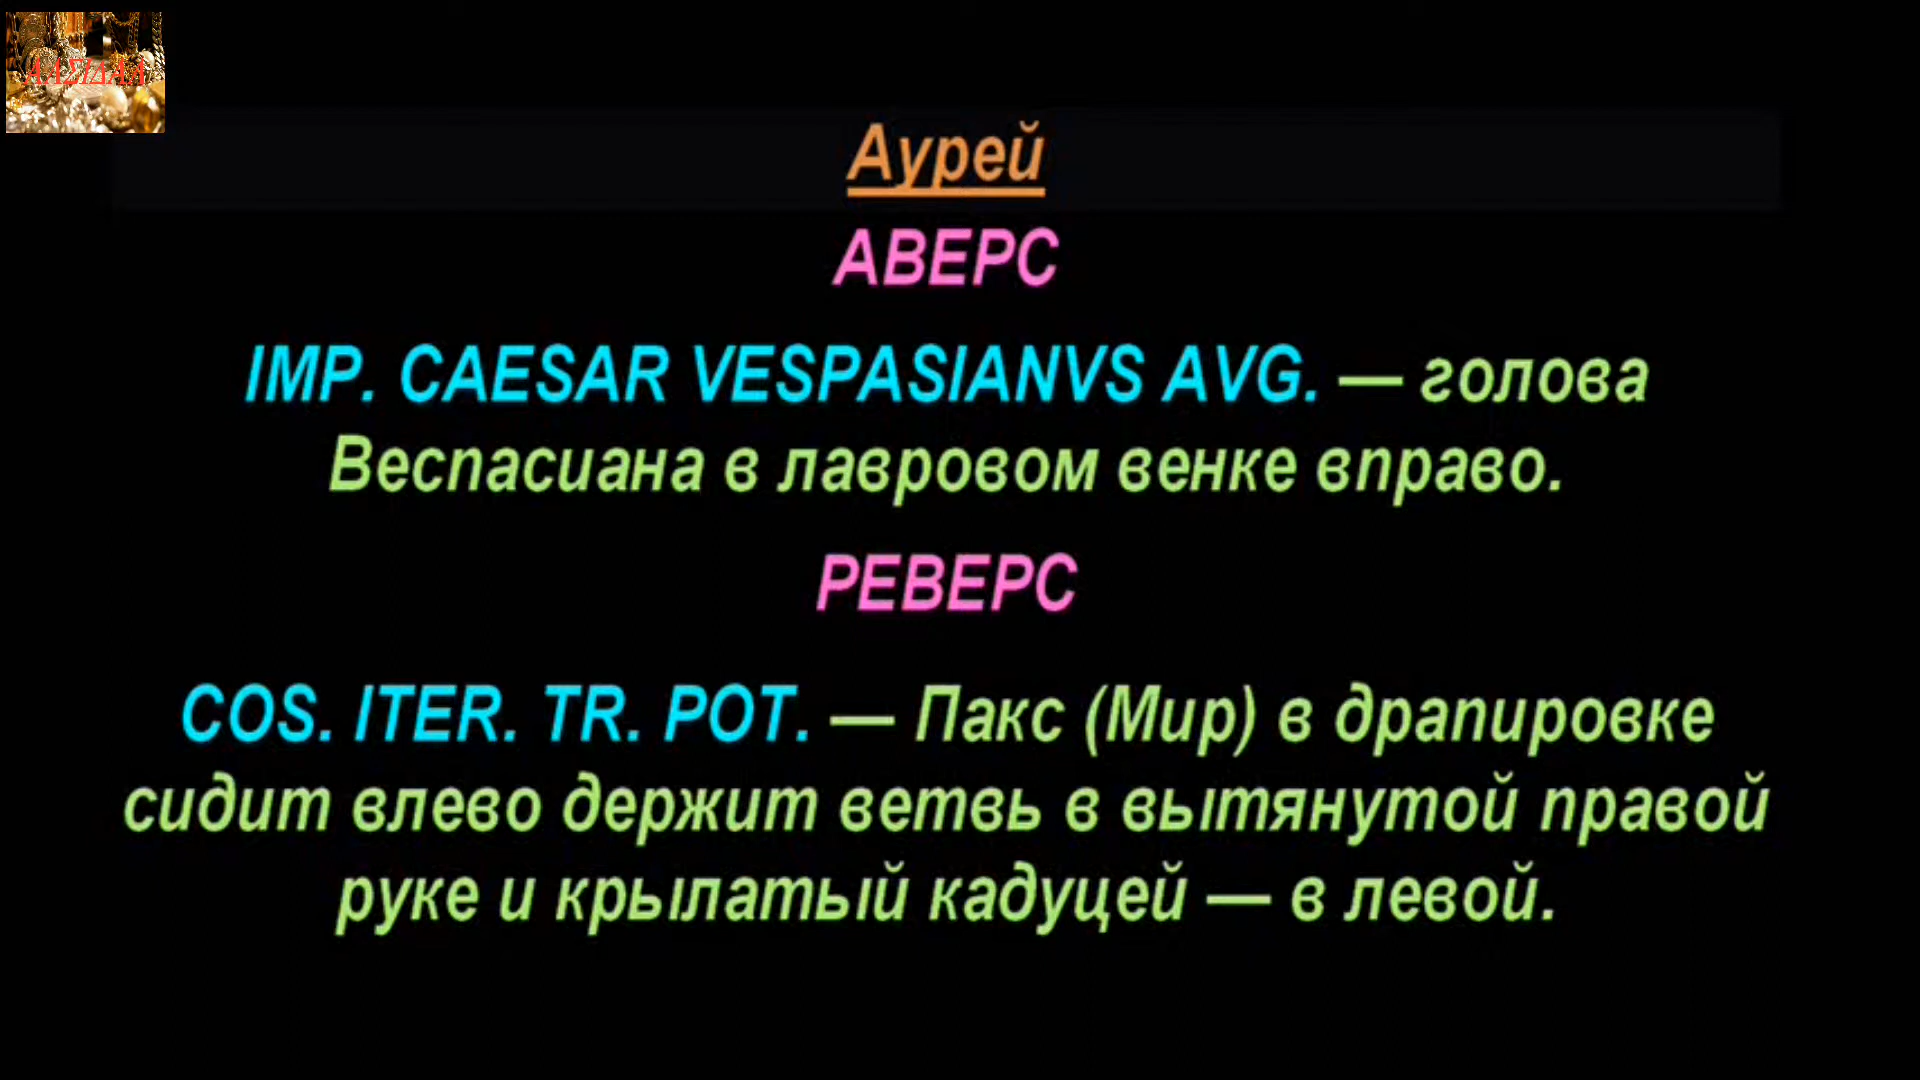 Аурей
АВЕРС
IMP. CAESAR VESPASIANVS AVG. — голова
Веспасиана в лавровом венке вправо.
РЕВЕРС
COS. ITER. TR. POT. — Пакс (Мир) в драпировке
сидит влево держит ветвь в вытянутой правой
руке и крылатый кадуцей — в левой.